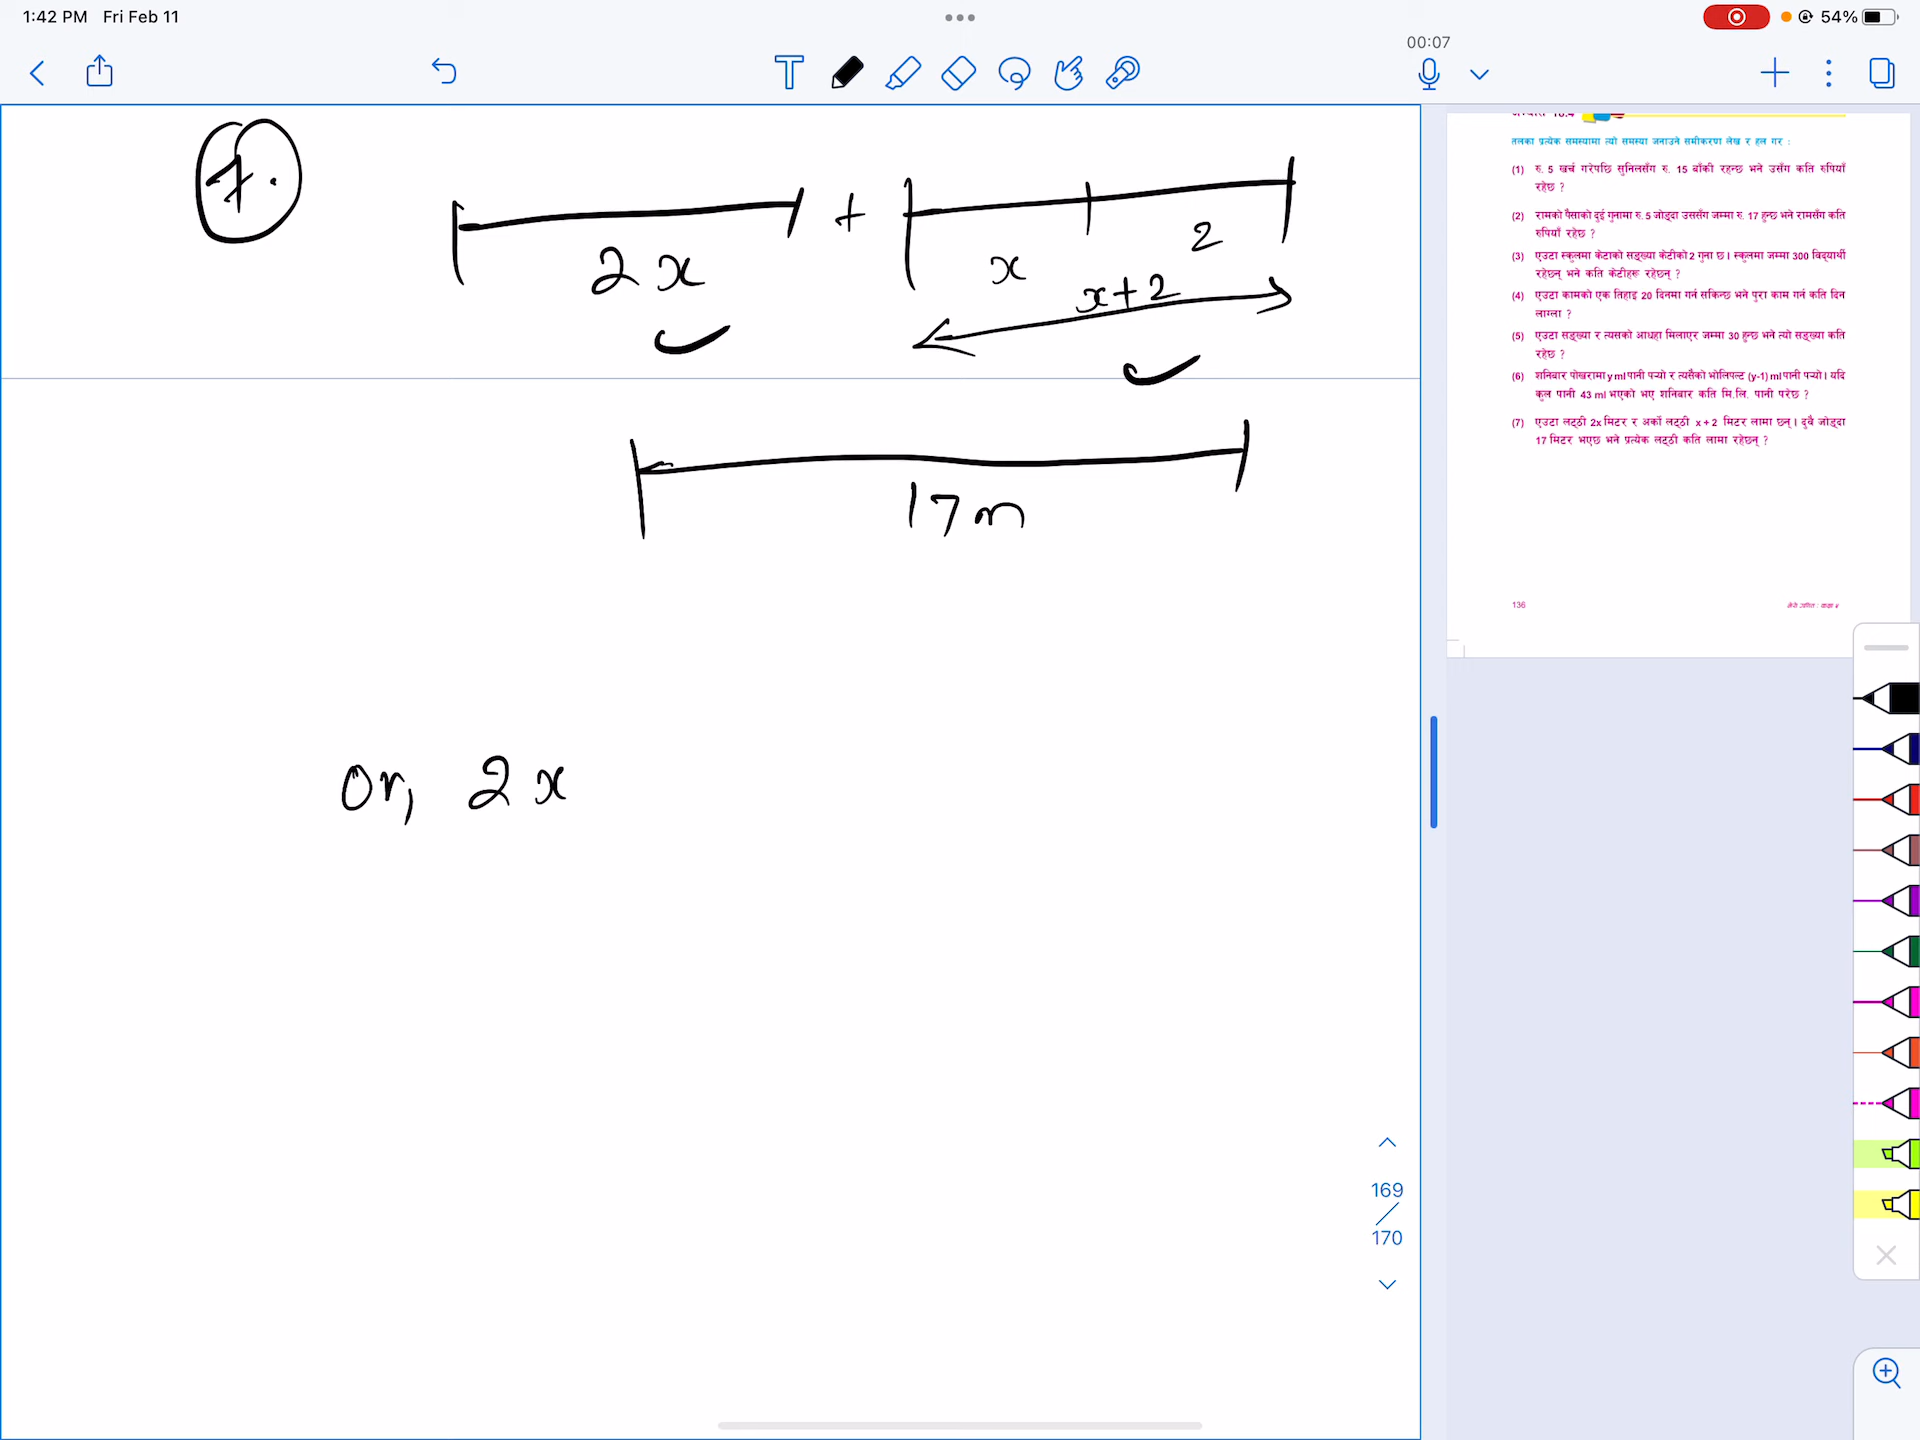 1:42 PM Fri Feb 11
54%
00:07
7.
2x + x 2
x+2
17m
or, 2x
169
170
तलका प्रत्येक समस्यामा त्यो समस्या जनाउने समीकरण लेख र हल गर :
(1) रु. 5 खर्च गरेपछि सुनिलसँग रु. 15 बाँकी रहन्छ भने उसँग कति रुपियाँ
रहेछ ?
(2) रामको पैसाको दुई गुनामा रु. 5 जोड्दा उससँग जम्मा रु. 17 हुन्छ भने रामसँग कति
रुपियाँ रहेछ ?
(3) एउटा स्कुलमा केटाको सङ्ख्या केटीको 2 गुना छ । स्कुलमा जम्मा 300 विद्यार्थी
रहेछन् भने कति केटीहरू रहेछन् ?
(4) एउटा कामको एक तिहाइ 20 दिनमा गर्न सकिन्छ भने पुरा काम गर्न कति दिन
लाग्ला ?
(5) एउटा सङ्ख्या र त्यसको आधहा मिलाएर जम्मा 30 हुन्छ भने त्यो सङ्ख्या कति
रहेछ ?
(6) शनिबार पोखरामा y ml पानी पऱ्यो र त्यसैको भोलिपल्ट (y-1) ml पानी पऱ्यो । यदि
कुल पानी 43 ml भएको भए शनिबार कति मि.लि. पानी परेछ ?
(7) एउटा लट्ठी 2x मिटर र अर्को लट्ठी x + 2 मिटर लामा छन् । दुवै जोड्दा
17 मिटर भएछ भने प्रत्येक लट्ठी कति लामा रहेछन् ?
136